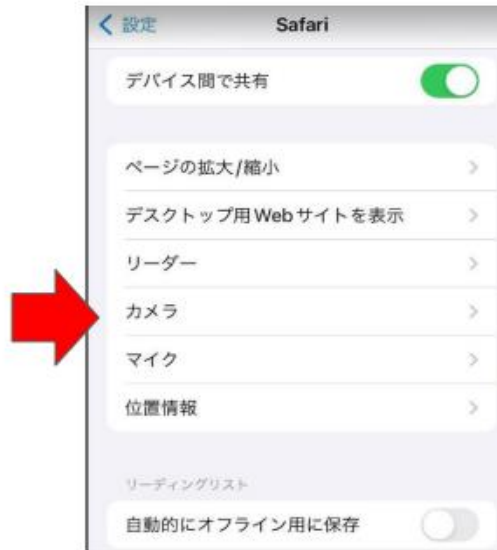 設定 Safari
デバイス間で共有
ページの拡大/縮小
デスクトップ用Webサイトを表示
リーダー
カメラ
マイク
位置情報
リーディングリスト
自動的にオフライン用に保存